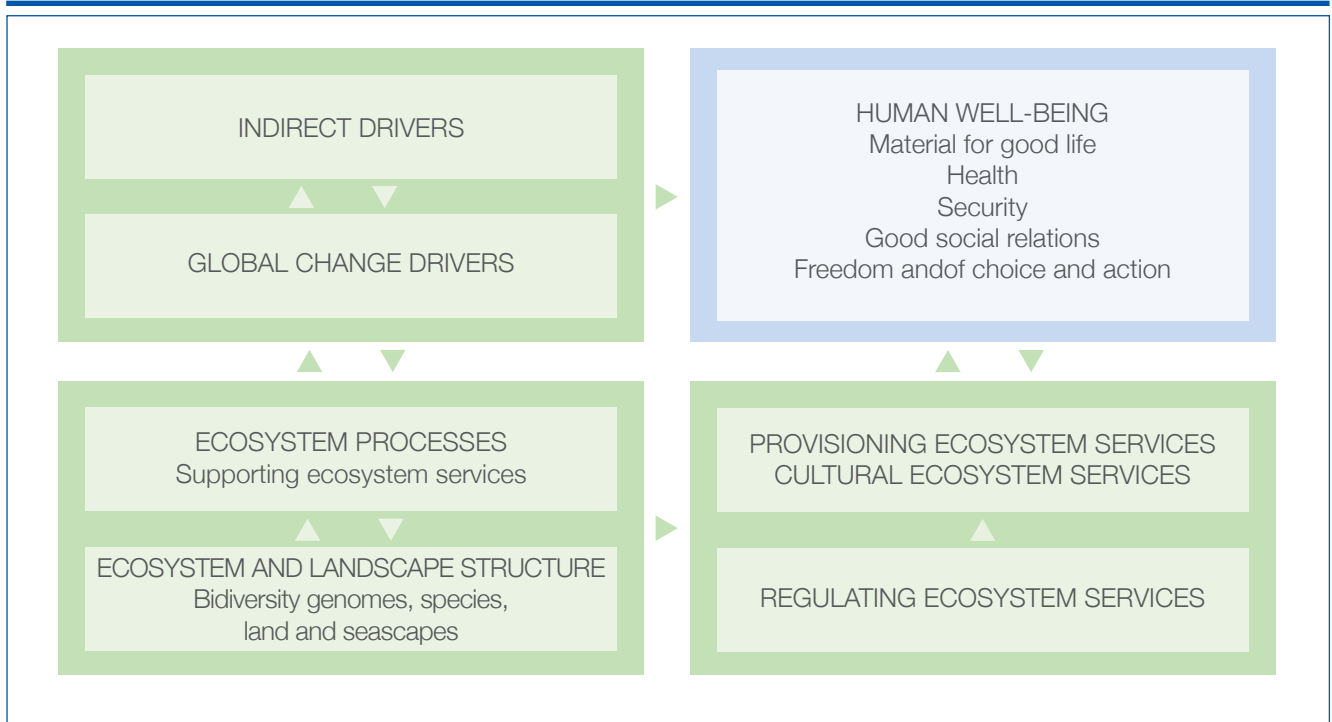 INDIRECT DRIVERS
GLOBAL CHANGE DRIVERS
HUMAN WELL-BEING
Material for good life
Health
Security
Good social relations
Freedom andof choice and action
ECOSYSTEM PROCESSES
Supporting ecosystem services
ECOSYSTEM AND LANDSCAPE STRUCTURE
Bidiversity genomes, species,
land and seascapes
PROVISIONING ECOSYSTEM SERVICES
CULTURAL ECOSYSTEM SERVICES
REGULATING ECOSYSTEM SERVICES